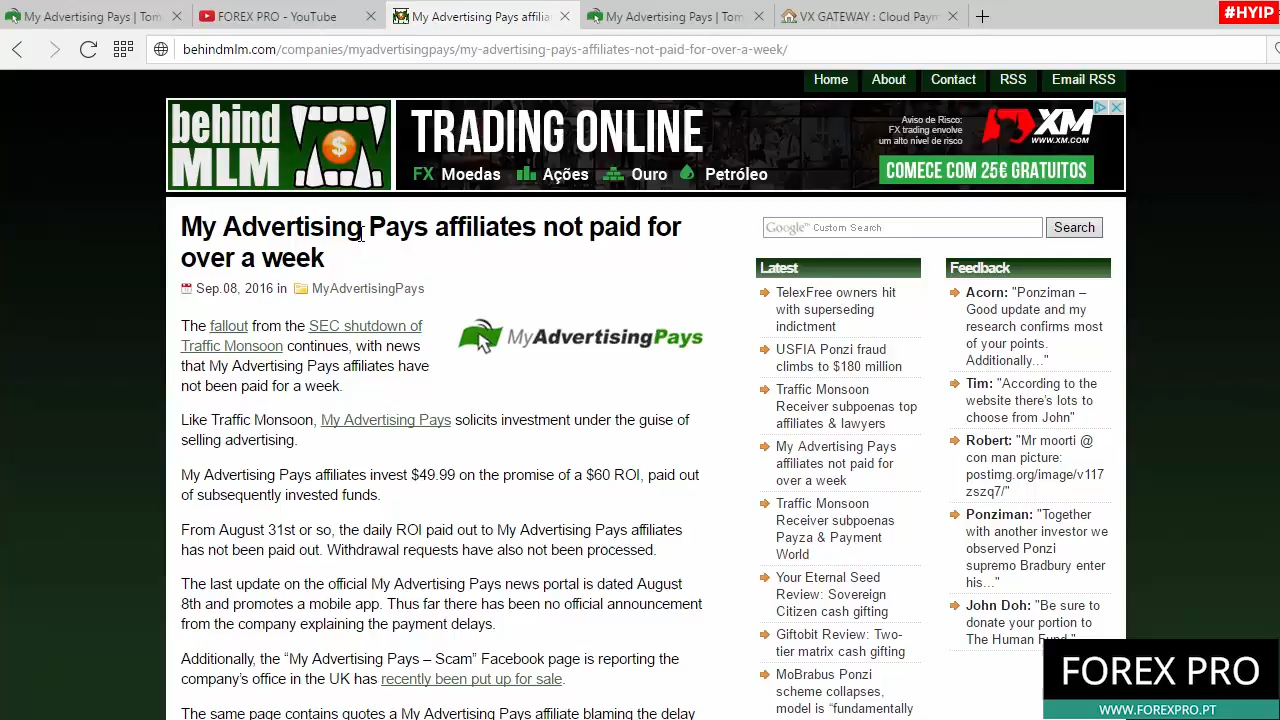 My Advertising Pays | Tom
FOREX PRO - YouTube
My Advertising Pays affilia
My Advertising Pays | Tom
VX GATEWAY : Cloud Paym
#HYIP
behindmlm.com/companies/myadvertisingpays/my-advertising-pays-affiliates-not-paid-for-over-a-week/
Home
About
Contact
RSS
Email RSS
behind
MLM
$
TRADING ONLINE
FX Moedas
Ações
Ouro
Petróleo
Aviso de Risco:
FX trading envolve
um alto nível de risco
XM
WWW.XM.COM
COMECE COM 25€ GRATUITOS
My Advertising Pays affiliates not paid for
over a week
Sep.08, 2016 in MyAdvertisingPays
The fallout from the SEC shutdown of
Traffic Monsoon continues, with news
that My Advertising Pays affiliates have
not been paid for a week.
MyAdvertisingPays
Like Traffic Monsoon, My Advertising Pays solicits investment under the guise of
selling advertising.
My Advertising Pays affiliates invest $49.99 on the promise of a $60 ROI, paid out
of subsequently invested funds.
From August 31st or so, the daily ROI paid out to My Advertising Pays affiliates
has not been paid out. Withdrawal requests have also not been processed.
The last update on the official My Advertising Pays news portal is dated August
8th and promotes a mobile app. Thus far there has been no official announcement
from the company explaining the payment delays.
Additionally, the “My Advertising Pays – Scam” Facebook page is reporting the
company’s office in the UK has recently been put up for sale.
The same page contains quotes a My Advertising Pays affiliate blaming the delay
Google Custom Search
Search
Latest
TelexFree owners hit
with superseding
indictment
USFIA Ponzi fraud
climbs to $180 million
Traffic Monsoon
Receiver subpoenas top
affiliates & lawyers
My Advertising Pays
affiliates not paid for
over a week
Traffic Monsoon
Receiver subpoenas
Payza & Payment
World
Your Eternal Seed
Review: Sovereign
Citizen cash gifting
Giftobit Review: Two-
tier matrix cash gifting
MoBrabus Ponzi
scheme collapses,
model is “fundamentally
Feedback
Acorn: "Ponziman –
Good update and my
research confirms most
of your points.
Additionally..."
Tim: "According to the
website there’s lots to
choose from John"
Robert: "Mr moorti @
con man picture:
postimg.org/image/v117
zszq7/"
Ponziman: "Together
with another investor we
observed Ponzi
supremo Bradbury enter
his..."
John Doh: "Be sure to
donate your portion to
The Human Fund."
FOREX PRO
WWW.FOREXPRO.PT